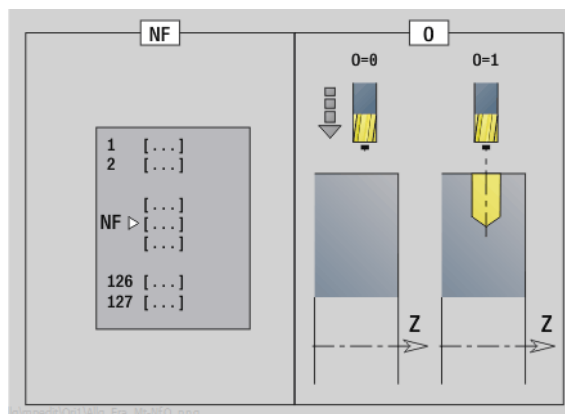 NF
1 [...]
2 [...]
[...]
NF [...]
[...]
126 [...]
127 [...]
O
O=0
O=1
Z
Z